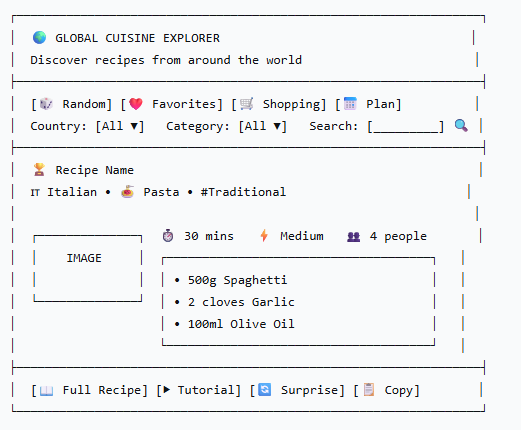 🌍 GLOBAL CUISINE EXPLORER
Discover recipes from around the world
[🎲 Random] [❤️ Favorites] [🛒 Shopping] [📅 Plan]
Country: [All ▼] Category: [All ▼] Search: [_________] 🔍
🏆 Recipe Name
IT Italian • 🍝 Pasta • #Traditional
⏱️ 30 mins ⚡ Medium 👥 4 people
IMAGE
• 500g Spaghetti
• 2 cloves Garlic
• 100ml Olive Oil
[📖 Full Recipe] [▶ Tutorial] [🔄 Surprise] [📋 Copy]